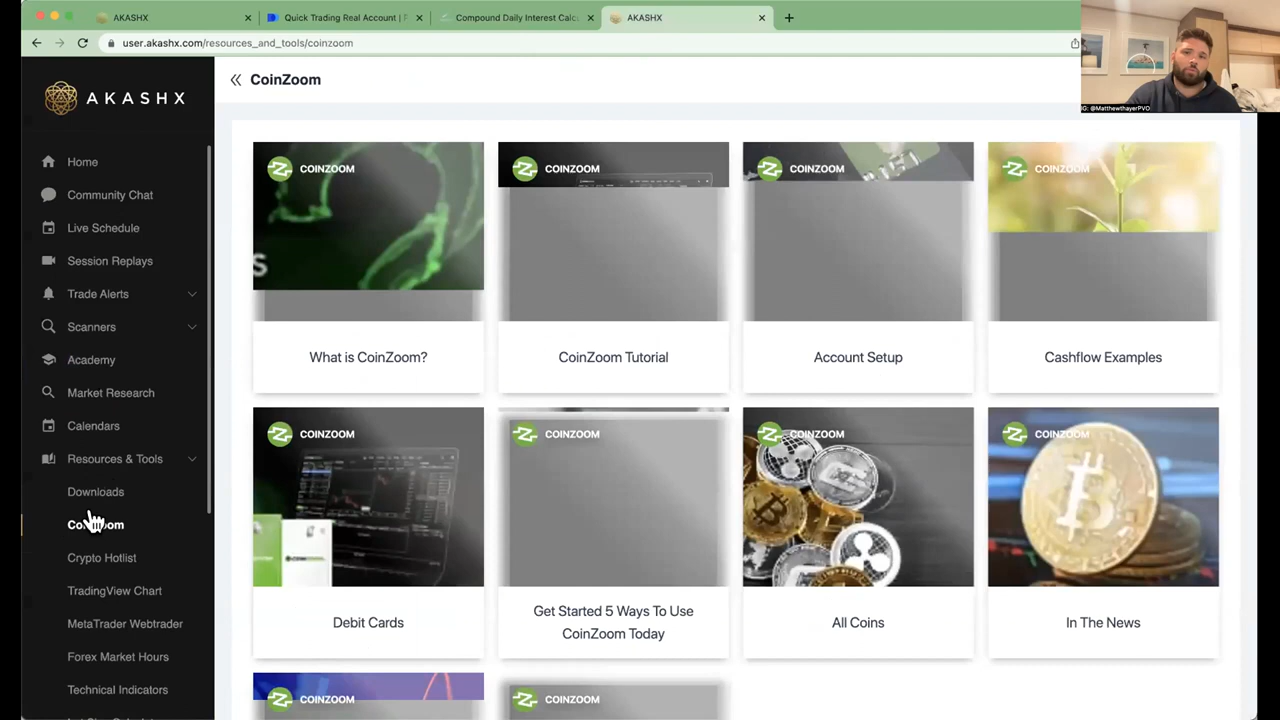 AKASHX
Quick Trading Real Account |
Compound Daily Interest Calc
AKASHX
user.akashx.com/resources_and_tools/coinzoom
IG: @MatthewthayerPVO
AKASHX
CoinZoom
Home
Community Chat
Live Schedule
Session Replays
Trade Alerts
Scanners
Academy
Market Research
Calendars
Resources & Tools
Downloads
CoinZoom
Crypto Hotlist
TradingView Chart
MetaTrader Webtrader
Forex Market Hours
Technical Indicators
COINZOOM
S
What is CoinZoom?
COINZOOM
CoinZoom Tutorial
COINZOOM
Account Setup
COINZOOM
Cashflow Examples
COINZOOM
Debit Cards
COINZOOM
Get Started 5 Ways To Use
CoinZoom Today
COINZOOM
All Coins
COINZOOM
In The News
COINZOOM
COINZOOM